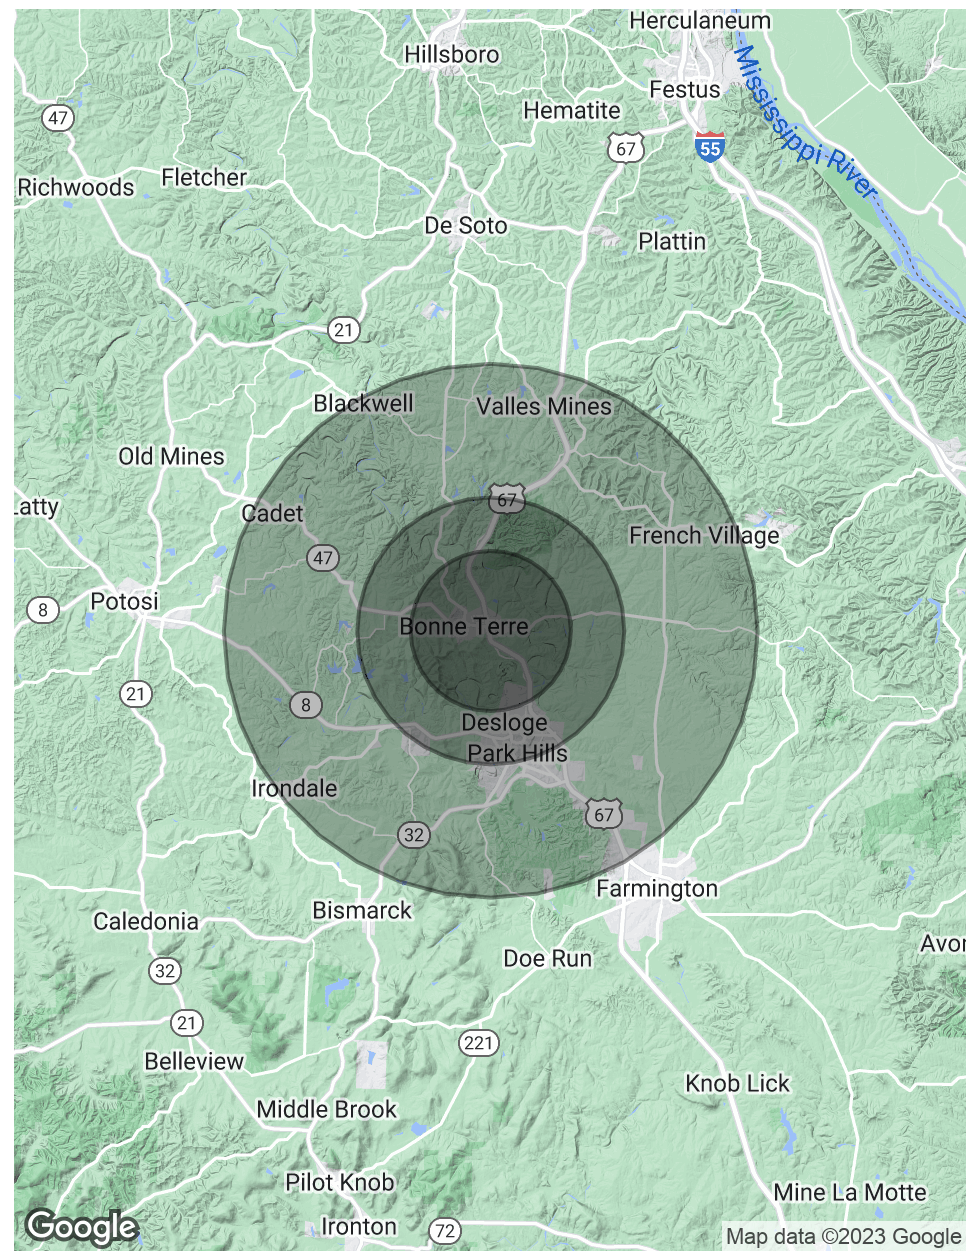 Herculaneum
Hillsboro
Festus
Hematite
47
67
55
Mississippi River
Richwoods
Fletcher
De Soto
Plattin
21
Blackwell
Valles Mines
Old Mines
67
Latty
Cadet
French Village
47
Potosi
8
Bonne Terre
21
8
Desloge
Park Hills
Irondale
67
32
Farmington
Bismarck
Caledonia
Avon
Doe Run
32
21
221
Belleview
Knob Lick
Middle Brook
Pilot Knob
Mine La Motte
Google
Ironton
72
Map data ©2023 Google